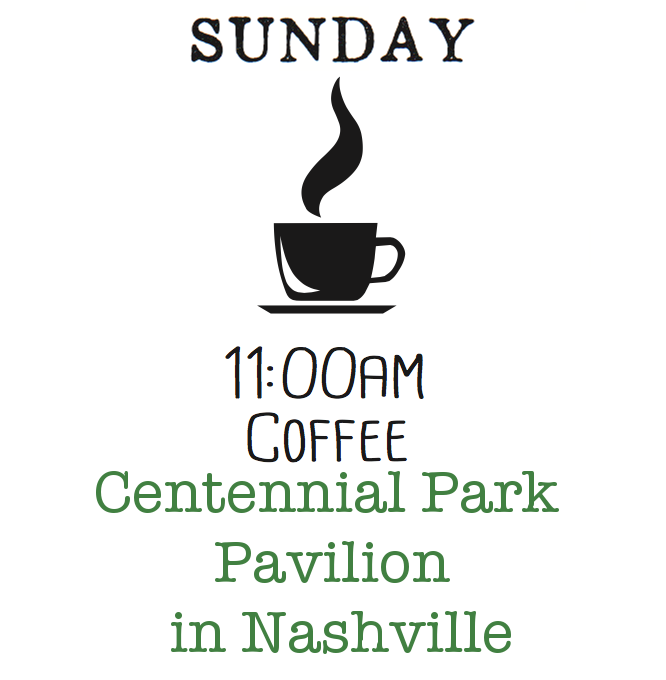 SUNDAY
11:00AM
COFFEE
Centennial Park
Pavilion
in Nashville